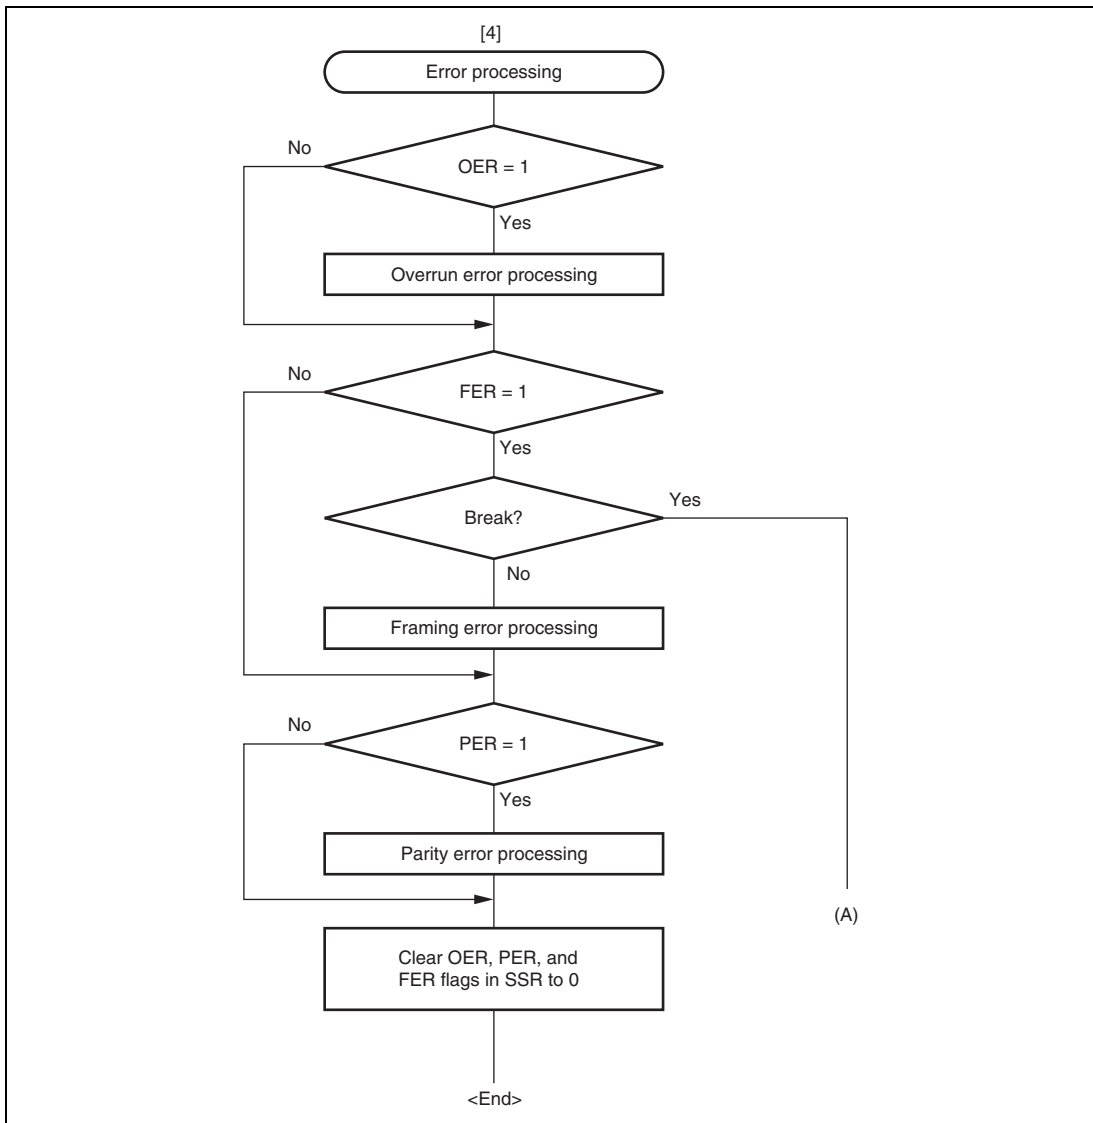 [4]
Error processing
No
OER = 1
Yes
Overrun error processing
No
FER = 1
Yes
Break?
Yes
No
Framing error processing
No
PER = 1
Yes
Parity error processing
(A)
Clear OER, PER, and
FER flags in SSR to 0
<End>